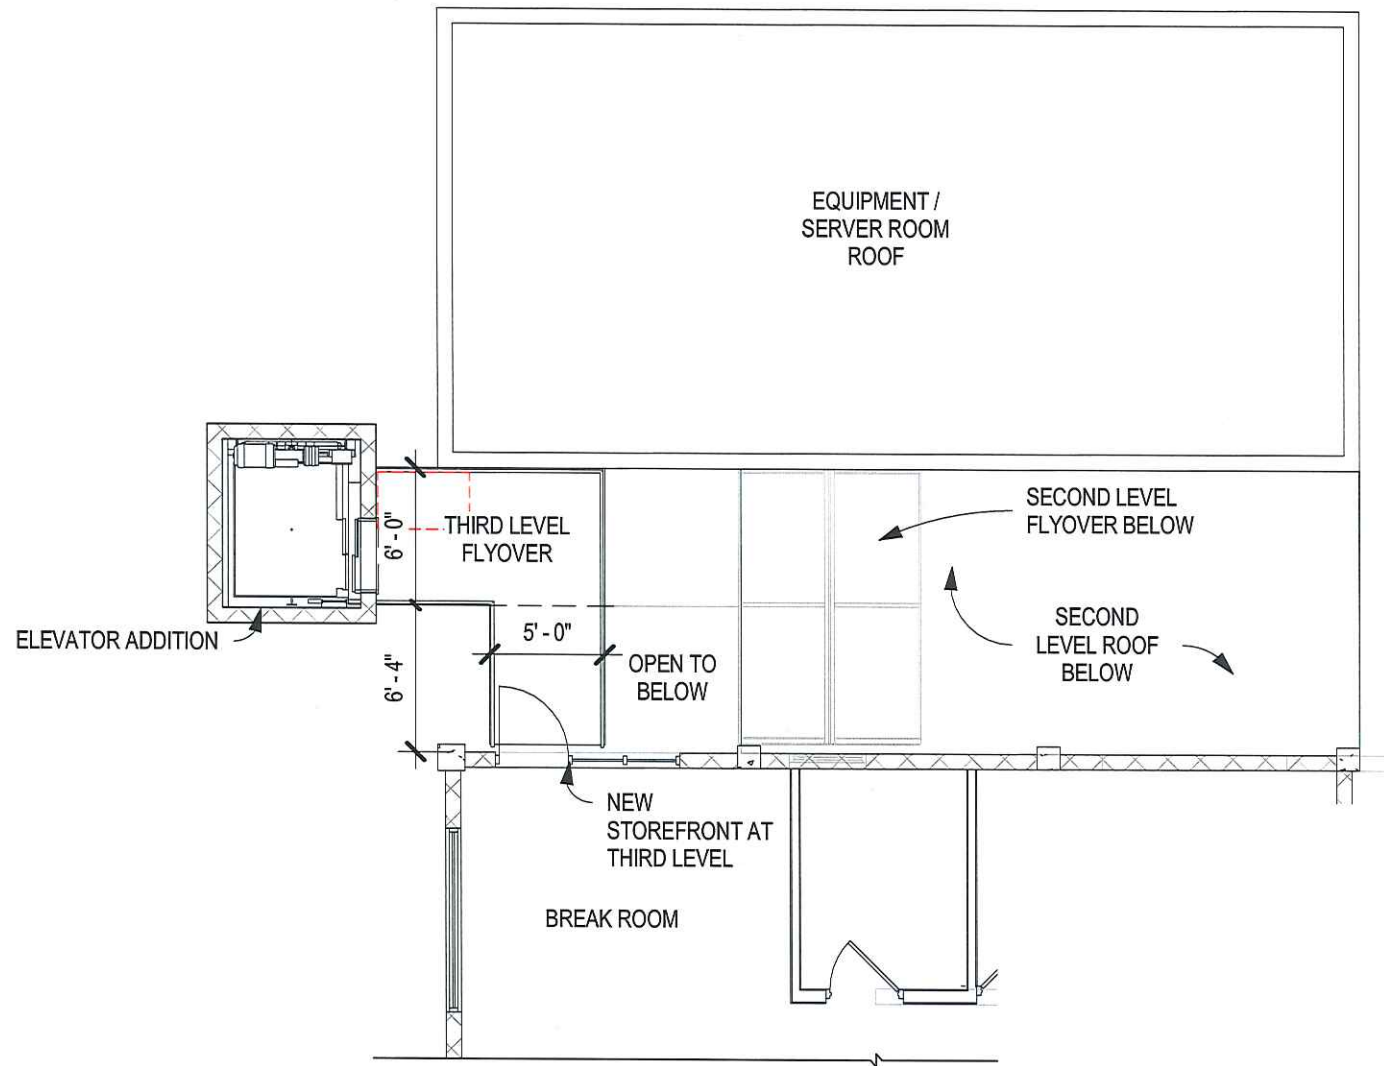 EQUIPMENT /
SERVER ROOM
ROOF
SECOND LEVEL
FLYOVER BELOW
THIRD LEVEL
FLYOVER
6' - 0"
SECOND
LEVEL ROOF
BELOW
ELEVATOR ADDITION
5' - 0"
OPEN TO
BELOW
6' - 4"
NEW
STOREFRONT AT
THIRD LEVEL
BREAK ROOM